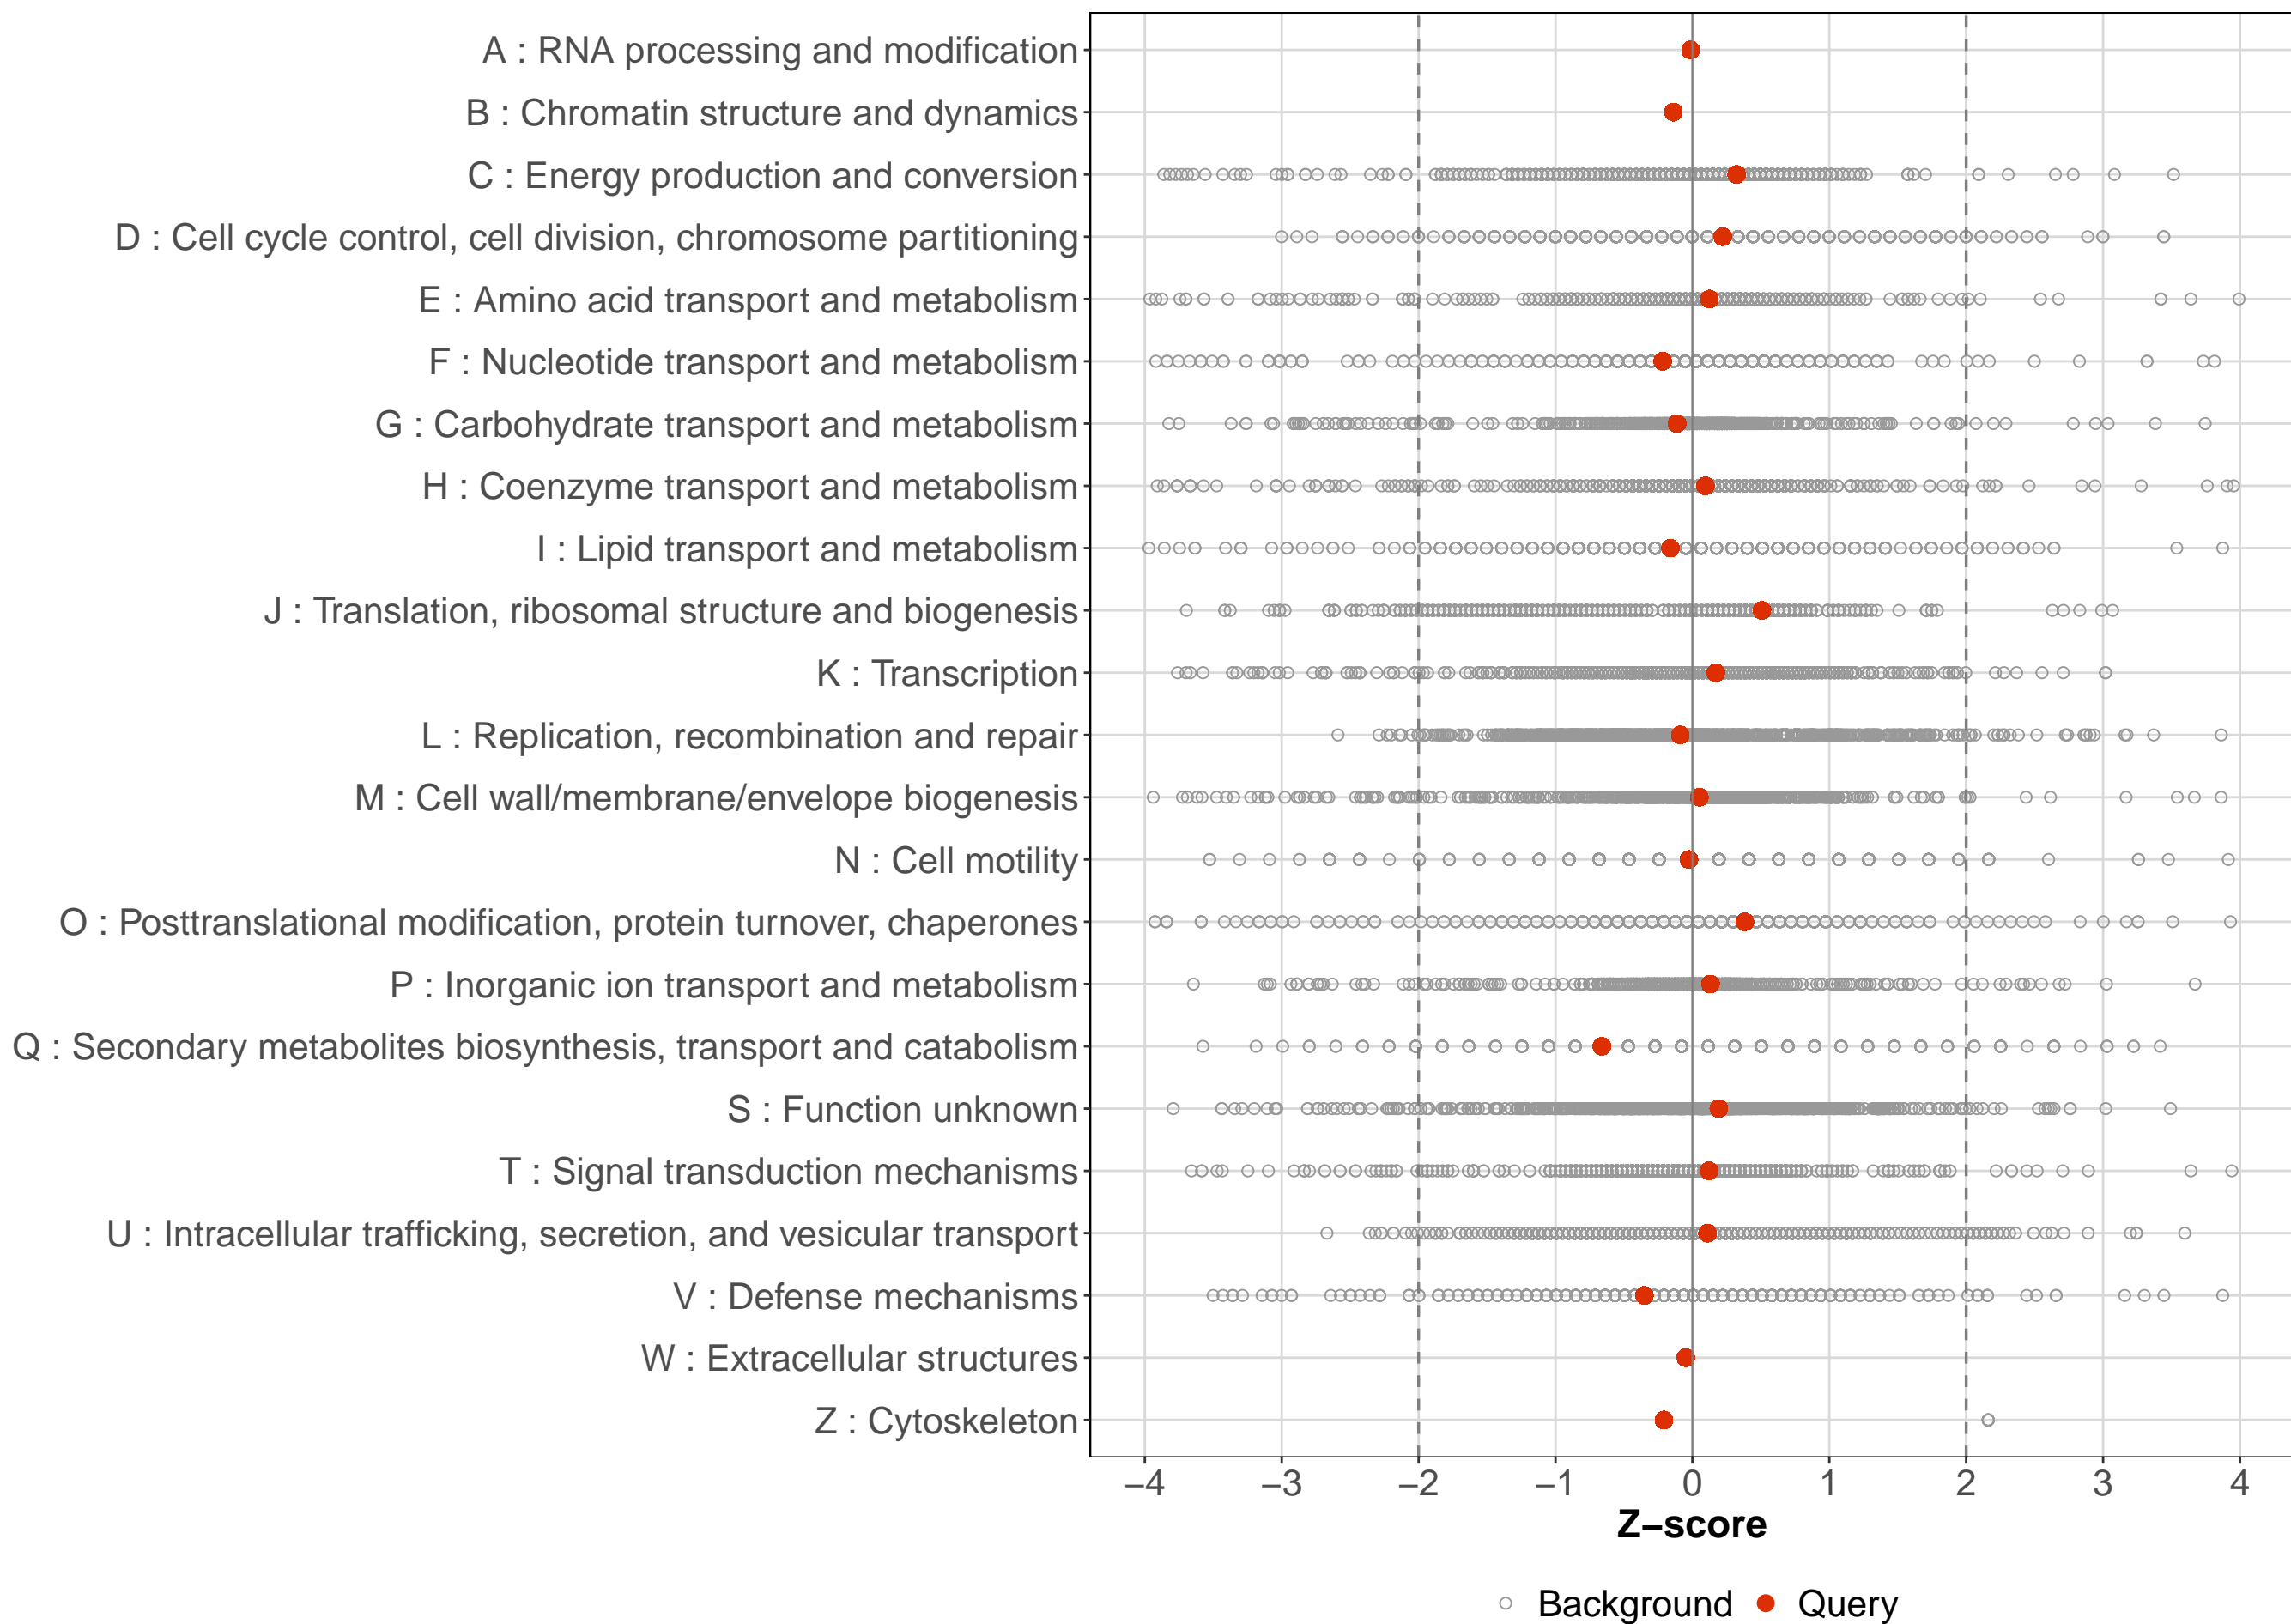 A : RNA processing and modification
B : Chromatin structure and dynamics
C : Energy production and conversion
D : Cell cycle control, cell division, chromosome partitioning
E : Amino acid transport and metabolism
F : Nucleotide transport and metabolism
G : Carbohydrate transport and metabolism
H : Coenzyme transport and metabolism
I : Lipid transport and metabolism
J : Translation, ribosomal structure and biogenesis
K : Transcription
L : Replication, recombination and repair
M : Cell wall/membrane/envelope biogenesis
N : Cell motility
O : Posttranslational modification, protein turnover, chaperones
P : Inorganic ion transport and metabolism
Q : Secondary metabolites biosynthesis, transport and catabolism
S : Function unknown
T : Signal transduction mechanisms
U : Intracellular trafficking, secretion, and vesicular transport
V : Defense mechanisms
W : Extracellular structures
Z : Cytoskeleton
−4 −3 −2 −1 0 1 2 3 4
Z−score
Background Query